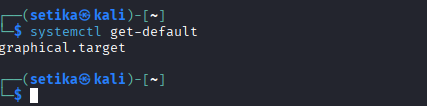 ┌──(setika㉿kali)-[~]
└─$ systemctl get-default
graphical.target
┌──(setika㉿kali)-[~]
└─$